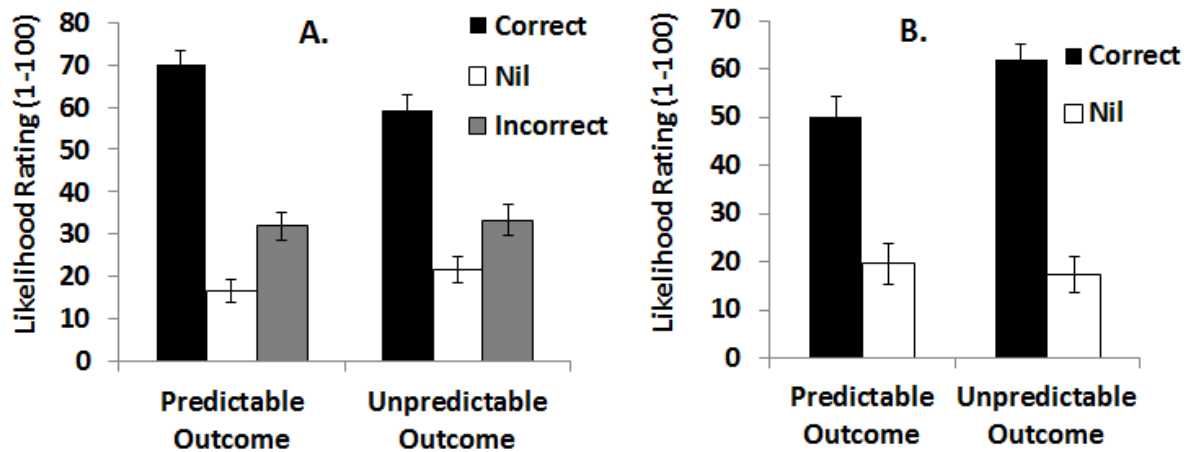 A.
Likelihood Rating (1-100)
80
70
60
50
40
30
20
10
0
Correct
Nil
Incorrect
Predictable
Outcome
Unpredictable
Outcome
B.
Likelihood Rating (1-100)
70
60
50
40
30
20
10
0
Correct
Nil
Predictable
Outcome
Unpredictable
Outcome